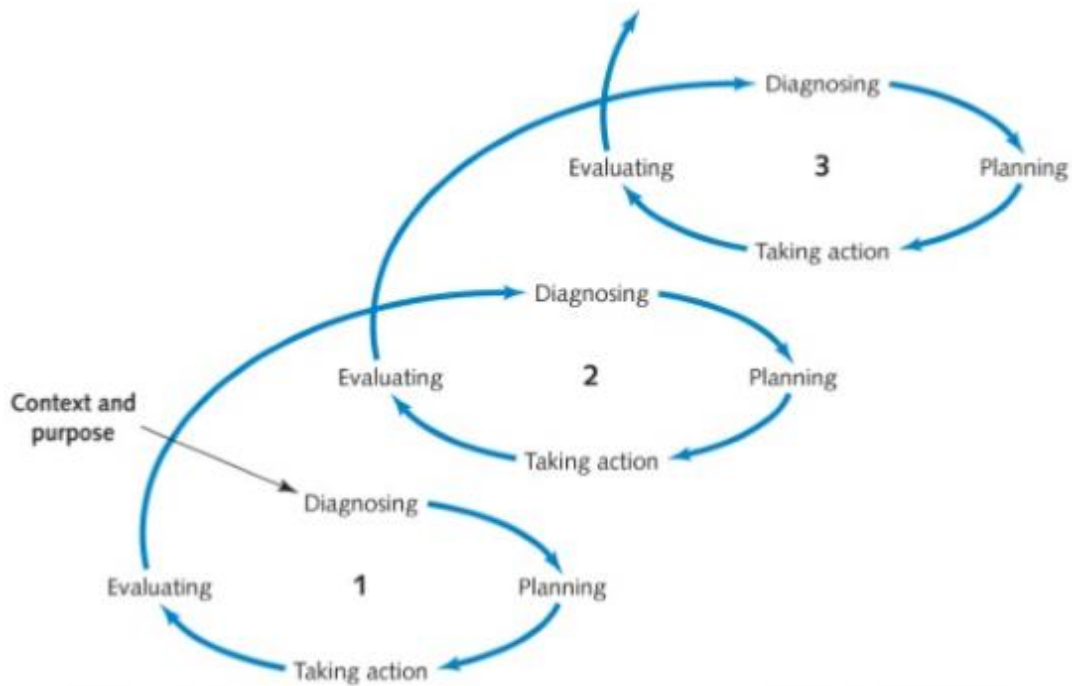 Diagnosing
Evaluating
3
Planning
Taking action
Diagnosing
Evaluating
2
Planning
Taking action
Context and
purpose
Diagnosing
Evaluating
1
Planning
Taking action